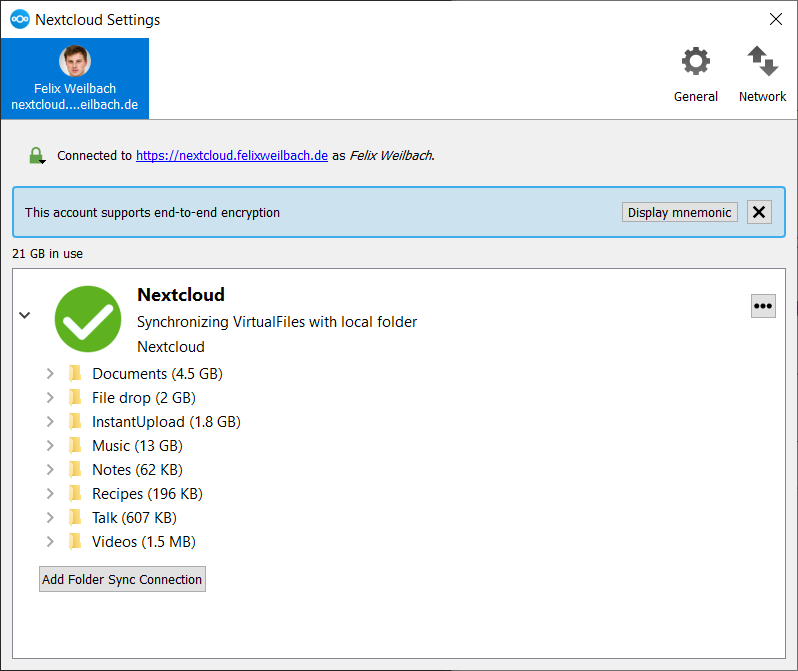 Nextcloud Settings
Felix Weilbach
nextcloud....eilbach.de
General
Network
Connected to https://nextcloud.felixweilbach.de as Felix Weilbach.
This account supports end-to-end encryption
Display mnemonic
21 GB in use
Nextcloud
Synchronizing VirtualFiles with local folder
Nextcloud
Documents (4.5 GB)
File drop (2 GB)
InstantUpload (1.8 GB)
Music (13 GB)
Notes (62 KB)
Recipes (196 KB)
Talk (607 KB)
Videos (1.5 MB)
Add Folder Sync Connection